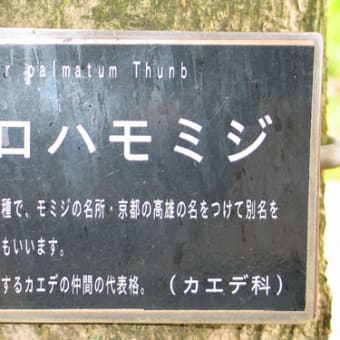 r palmatum Thunb
ロハモミジ
種で、モミジの名所・京都の高雄の名をつけて別名を
もいいます。
するカエデの仲間の代表格。（カエデ科）